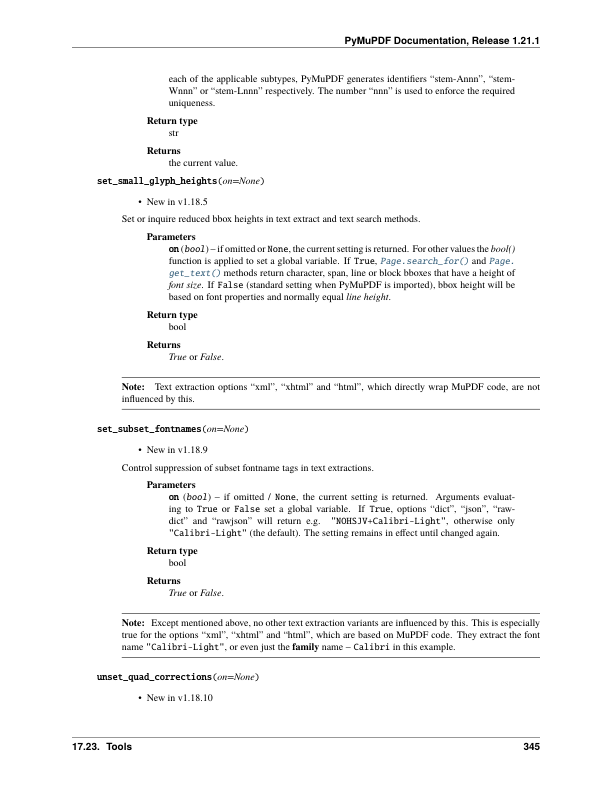 PyMuPDF Documentation, Release 1.21.1
each of the applicable subtypes, PyMuPDF generates identifiers “stem-Annn”, “stem-
Wnnn” or “stem-Lnnn” respectively. The number “nnn” is used to enforce the required
uniqueness.
Return type
str
Returns
the current value.
set_small_glyph_heights(on=None)
• New in v1.18.5
Set or inquire reduced bbox heights in text extract and text search methods.
Parameters
on (bool) – if omitted or None, the current setting is returned. For other values the bool()
function is applied to set a global variable. If True, Page.search_for() and Page.
get_text() methods return character, span, line or block bboxes that have a height of
font size. If False (standard setting when PyMuPDF is imported), bbox height will be
based on font properties and normally equal line height.
Return type
bool
Returns
True or False.
Note: Text extraction options “xml”, “xhtml” and “html”, which directly wrap MuPDF code, are not
influenced by this.
set_subset_fontnames(on=None)
• New in v1.18.9
Control suppression of subset fontname tags in text extractions.
Parameters
on (bool) – if omitted / None, the current setting is returned. Arguments evaluat-
ing to True or False set a global variable. If True, options “dict”, “json”, “raw-
dict” and “rawjson” will return e.g. "NOHSJV+Calibri-Light", otherwise only
"Calibri-Light" (the default). The setting remains in effect until changed again.
Return type
bool
Returns
True or False.
Note: Except mentioned above, no other text extraction variants are influenced by this. This is especially
true for the options “xml”, “xhtml” and “html”, which are based on MuPDF code. They extract the font
name "Calibri-Light", or even just the family name – Calibri in this example.
unset_quad_corrections(on=None)
• New in v1.18.10
17.23. Tools 345